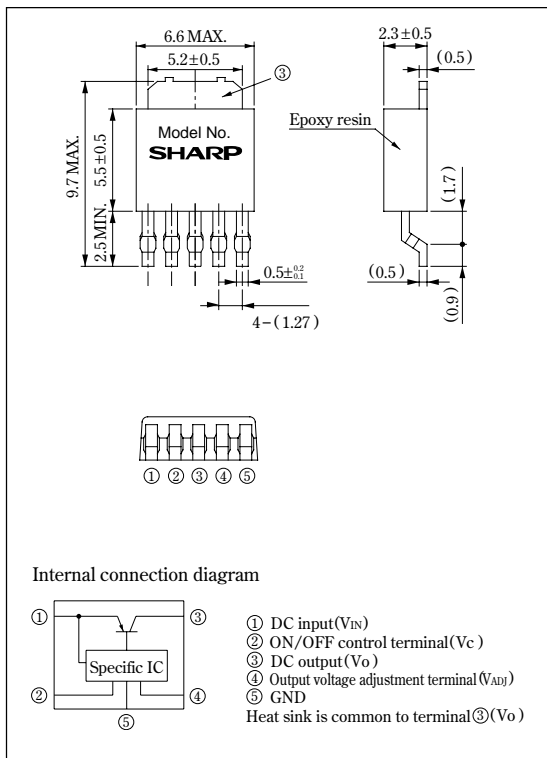 6.6 MAX.
2.3±0.5
5.2±0.5
(0.5)
③
Epoxy resin
Model No.
SHARP
9.7 MAX.
5.5±0.5
2.5 MIN.
(1.7)
0.5±0.2 0.1
(0.5)
(0.9)
4−(1.27)
① ② ③ ④ ⑤
Internal connection diagram
①
③
Specific IC
②
④
⑤
① DC input(VIN)
② ON/OFF control terminal(Vc)
③ DC output(Vo)
④ Output voltage adjustment terminal(VADJ)
⑤ GND
Heat sink is common to terminal③(Vo)